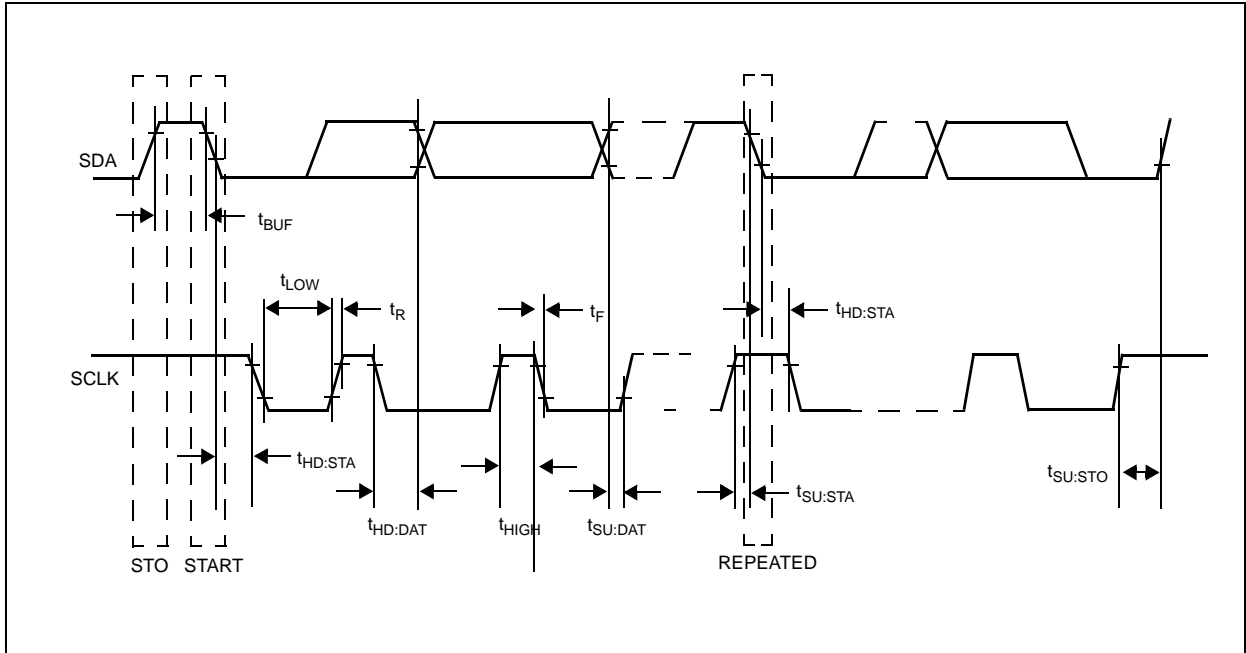 SDA
tBUF
tLOW
tR
tF
tHD:STA
SCLK
tHD:STA
tHD:DAT
tHIGH
tSU:DAT
tSU:STA
tSU:STO
STO START
REPEATED